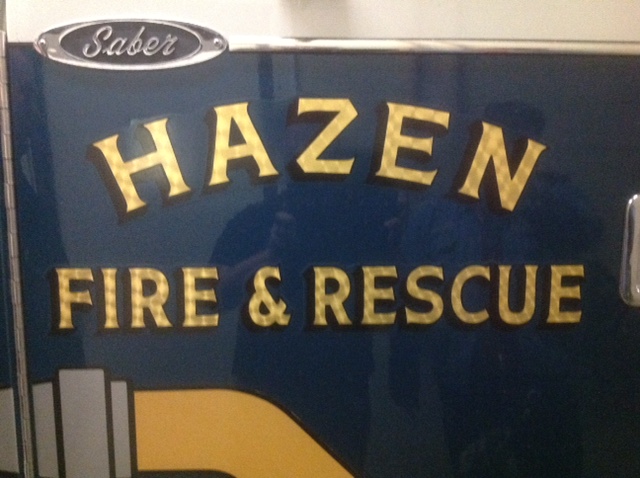 Saber
HAZEN
FIRE & RESCUE